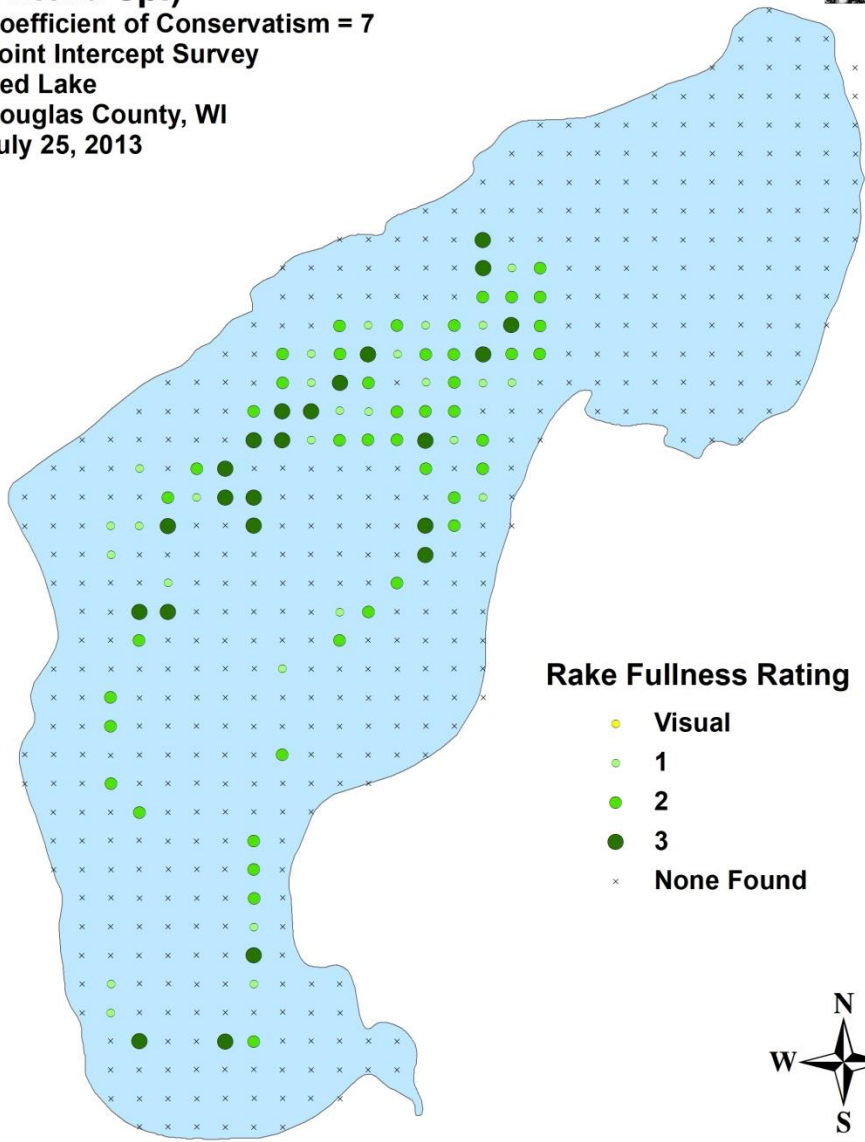 oefficient of Conservatism = 7
oint Intercept Survey
ed Lake
ouglas County, WI
uly 25, 2013
Rake Fullness Rating
Visual
1
2
3
None Found
N
W
S